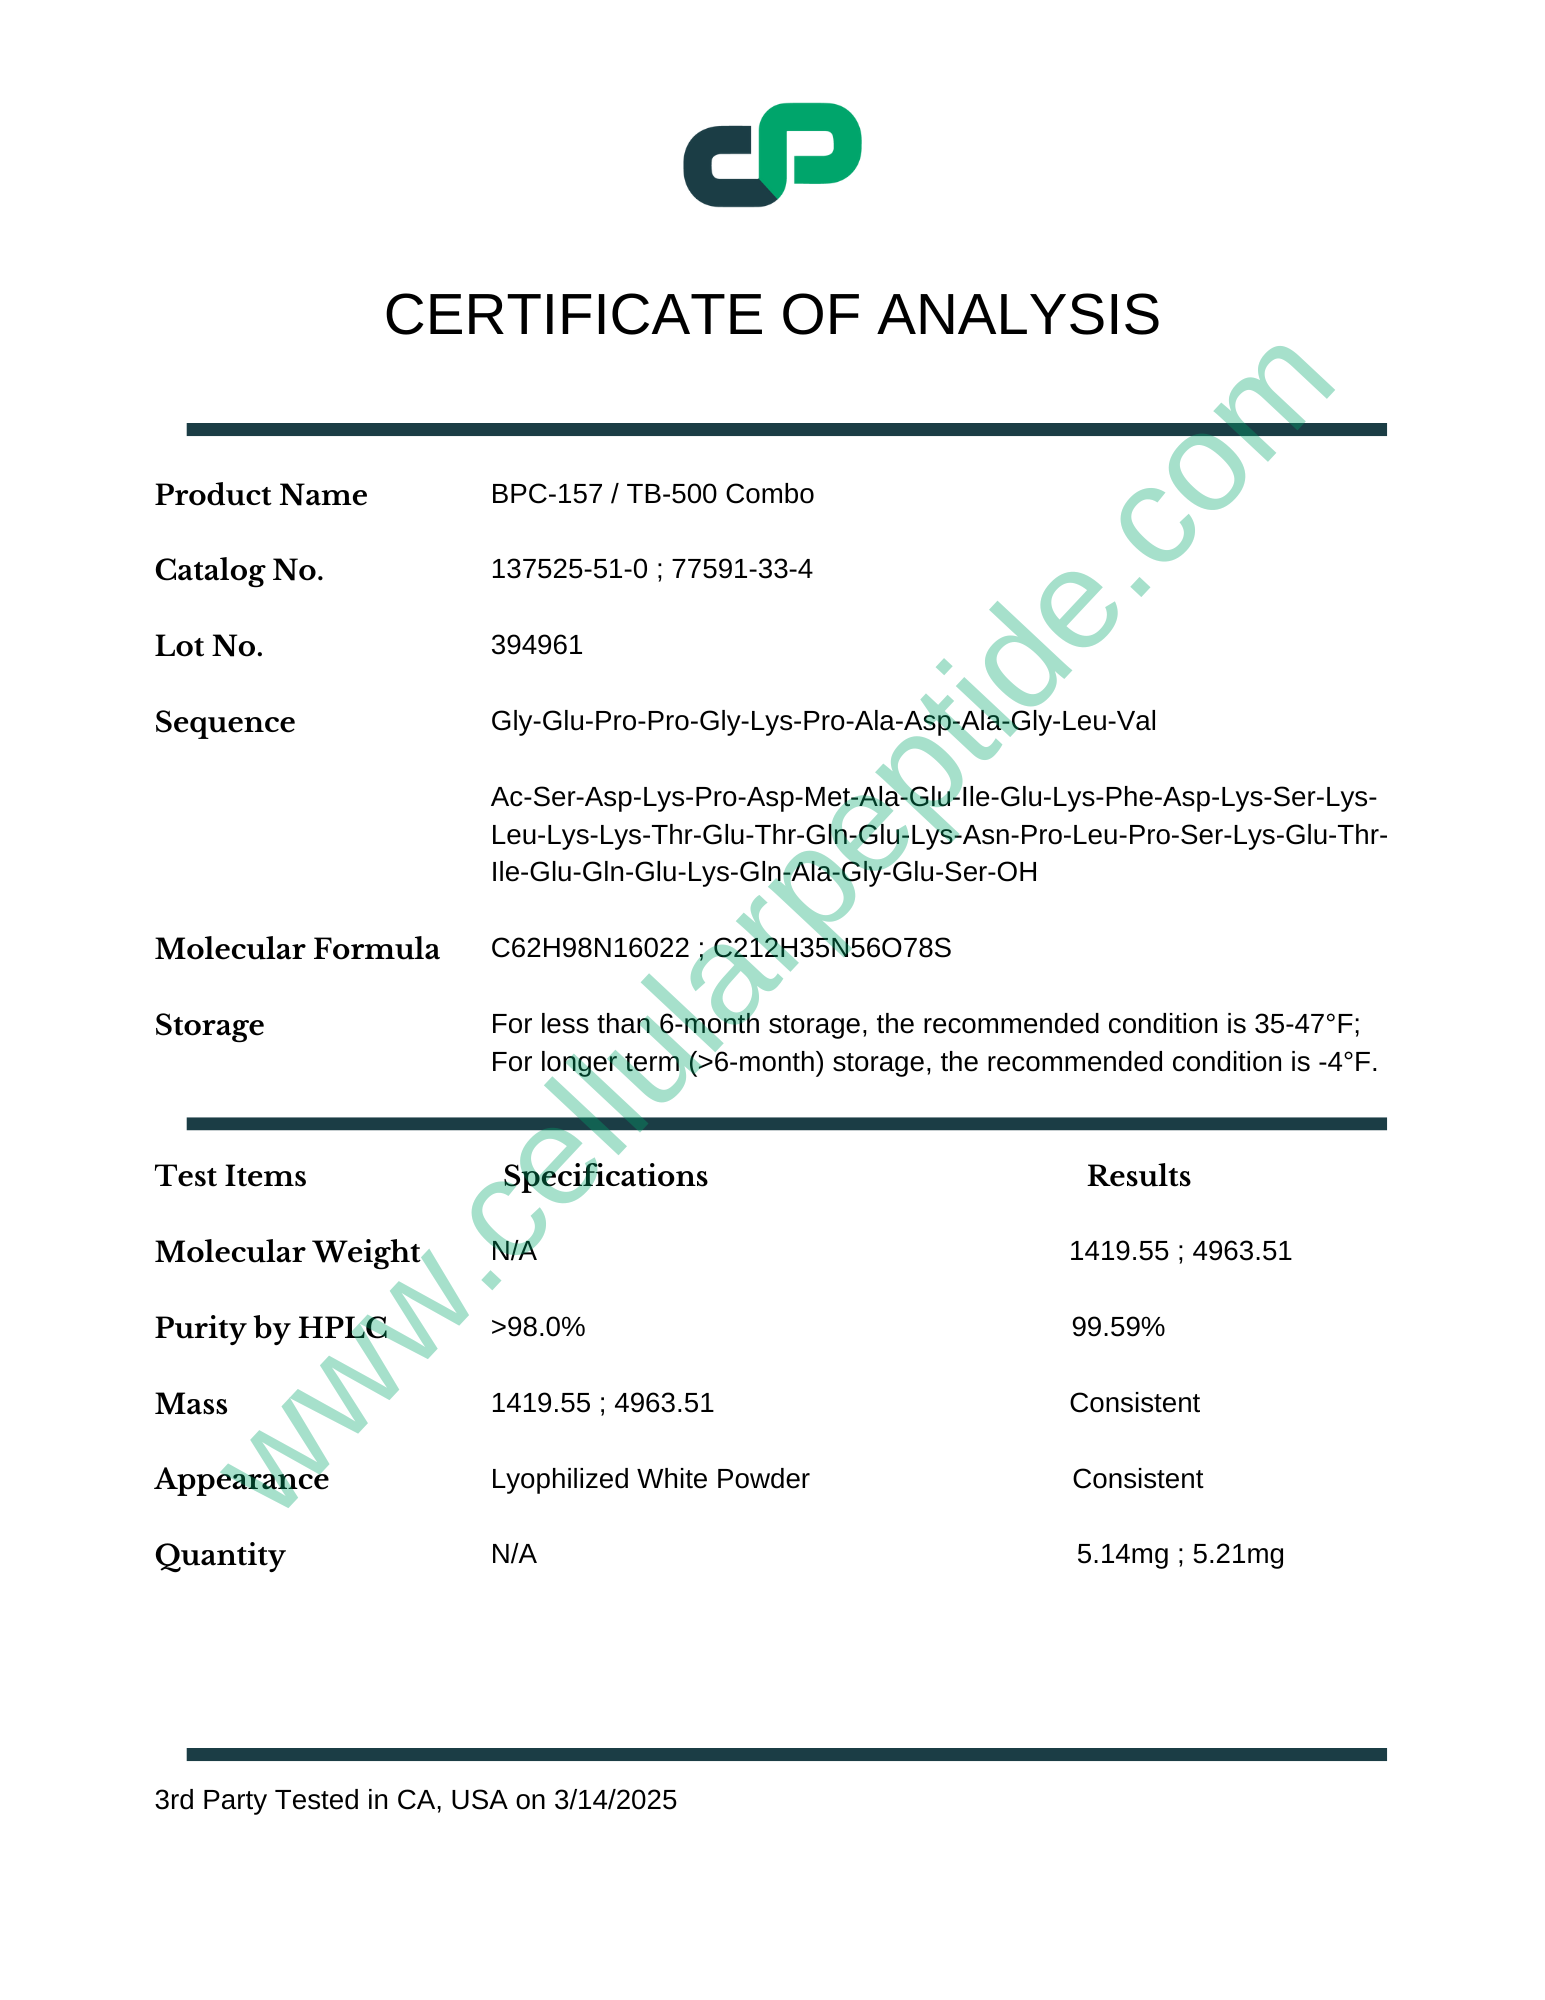 CP
CERTIFICATE OF ANALYSIS
Product Name BPC-157 / TB-500 Combo
Catalog No. 137525-51-0 ; 77591-33-4
Lot No. 394961
Sequence Gly-Glu-Pro-Pro-Gly-Lys-Pro-Ala-Asp-Ala-Gly-Leu-Val
Ac-Ser-Asp-Lys-Pro-Asp-Met-Ala-Glu-Ile-Glu-Lys-Phe-Asp-Lys-Ser-Lys-
Leu-Lys-Lys-Thr-Glu-Thr-Gln-Glu-Lys-Asn-Pro-Leu-Pro-Ser-Lys-Glu-Thr-
Ile-Glu-Gln-Glu-Lys-Gln-Ala-Gly-Glu-Ser-OH
Molecular Formula C62H98N16022 ; C212H35N56O78S
Storage For less than 6-month storage, the recommended condition is 35-47°F;
For longer term (>6-month) storage, the recommended condition is -4°F.
Test Items Specifications Results
Molecular Weight N/A 1419.55 ; 4963.51
Purity by HPLC >98.0% 99.59%
Mass 1419.55 ; 4963.51 Consistent
Appearance Lyophilized White Powder Consistent
Quantity N/A 5.14mg ; 5.21mg
3rd Party Tested in CA, USA on 3/14/2025
www.cellularpeptide.com